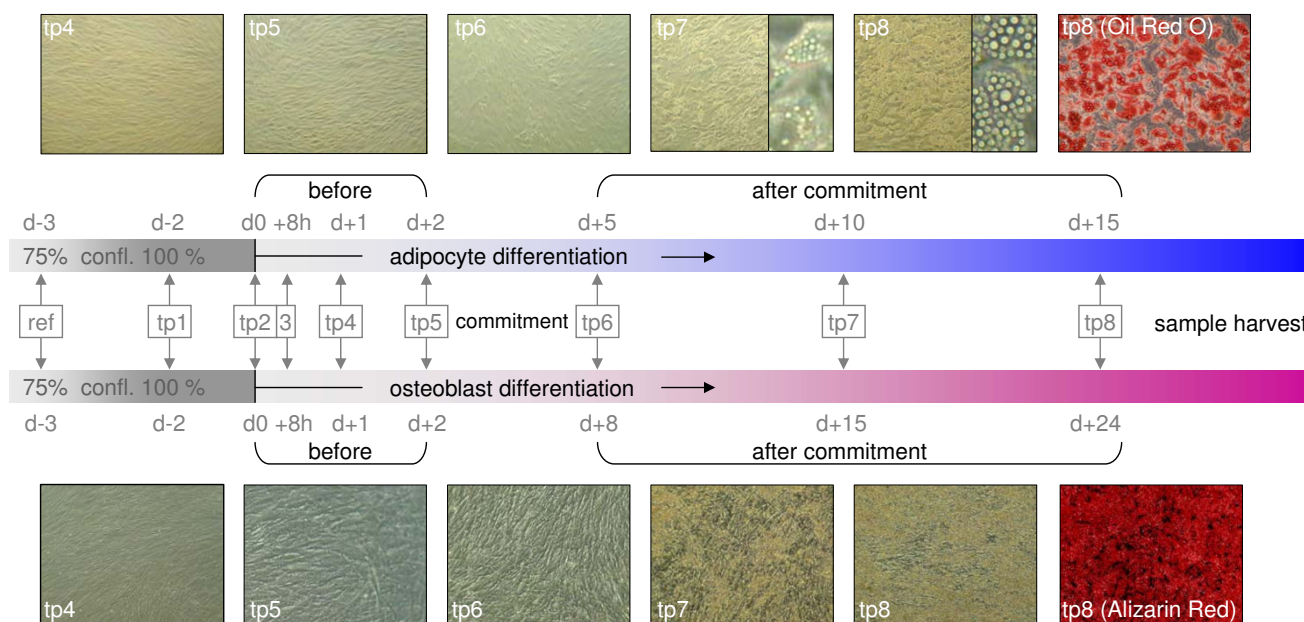 tp4 tp5 tp6 tp7 tp8 tp8 (Oil Red O)
before after commitment
d-3 d-2 d0 +8h d+1 d+2 d+5 d+10 d+15
75% confl. 100 % adipocyte differentiation
ref tp1 tp2 3 tp4 tp5 commitment tp6 tp7 tp8 sample harvest
75% confl. 100 % osteoblast differentiation
d-3 d-2 d0 +8h d+1 d+2 d+8 d+15 d+24
before after commitment
tp4 tp5 tp6 tp7 tp8 tp8 (Alizarin Red)